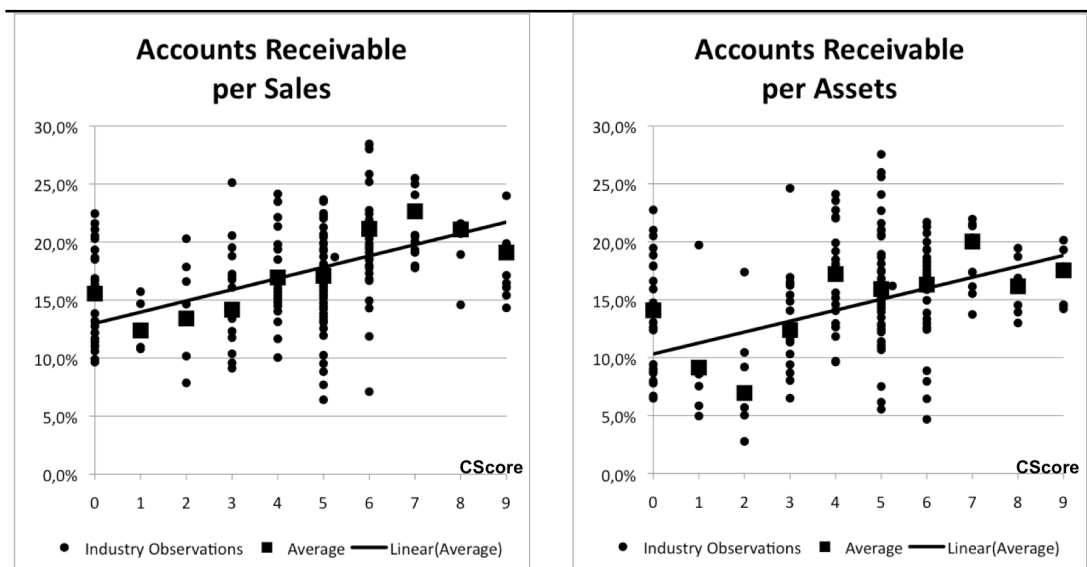 Accounts Receivable
per Sales
30,0%
25,0%
20,0%
15,0%
10,0%
5,0%
0,0%
CScore
0 1 2 3 4 5 6 7 8 9
Industry Observations Average Linear(Average)
Accounts Receivable
per Assets
30,0%
25,0%
20,0%
15,0%
10,0%
5,0%
0,0%
CScore
0 1 2 3 4 5 6 7 8 9
Industry Observations Average Linear(Average)